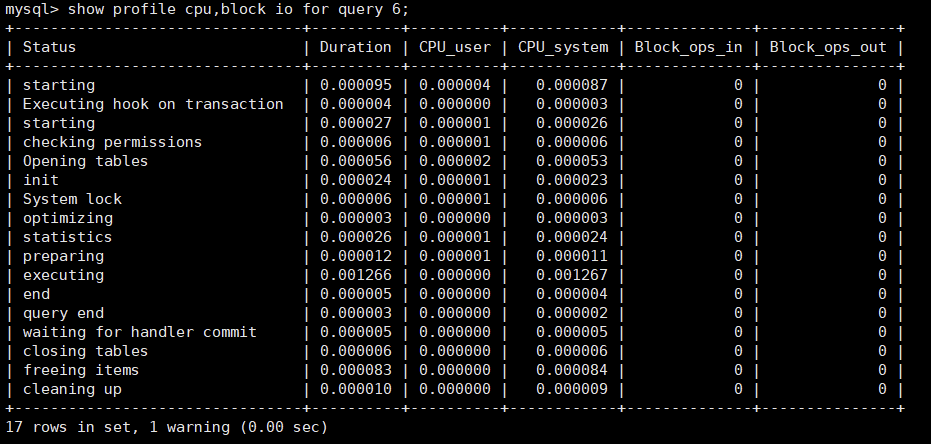 mysql> show profile cpu,block io for query 6;
+--------------------------------+----------+----------+------------+--------------+---------------+
| Status                         | Duration | CPU_user | CPU_system | Block_ops_in | Block_ops_out |
+--------------------------------+----------+----------+------------+--------------+---------------+
| starting                       | 0.000095 | 0.000004 |   0.000087 |            0 |             0 |
| Executing hook on transaction  | 0.000004 | 0.000000 |   0.000003 |            0 |             0 |
| starting                       | 0.000027 | 0.000001 |   0.000026 |            0 |             0 |
| checking permissions           | 0.000006 | 0.000001 |   0.000006 |            0 |             0 |
| Opening tables                 | 0.000056 | 0.000002 |   0.000053 |            0 |             0 |
| init                           | 0.000024 | 0.000001 |   0.000023 |            0 |             0 |
| System lock                    | 0.000006 | 0.000001 |   0.000006 |            0 |             0 |
| optimizing                     | 0.000003 | 0.000000 |   0.000003 |            0 |             0 |
| statistics                     | 0.000026 | 0.000001 |   0.000024 |            0 |             0 |
| preparing                      | 0.000012 | 0.000001 |   0.000011 |            0 |             0 |
| executing                      | 0.001266 | 0.000000 |   0.001267 |            0 |             0 |
| end                            | 0.000005 | 0.000000 |   0.000004 |            0 |             0 |
| query end                      | 0.000003 | 0.000000 |   0.000002 |            0 |             0 |
| waiting for handler commit     | 0.000005 | 0.000000 |   0.000005 |            0 |             0 |
| closing tables                 | 0.000006 | 0.000000 |   0.000006 |            0 |             0 |
| freeing items                  | 0.000083 | 0.000000 |   0.000084 |            0 |             0 |
| cleaning up                    | 0.000010 | 0.000000 |   0.000009 |            0 |             0 |
+--------------------------------+----------+----------+------------+--------------+---------------+
17 rows in set, 1 warning (0.00 sec)